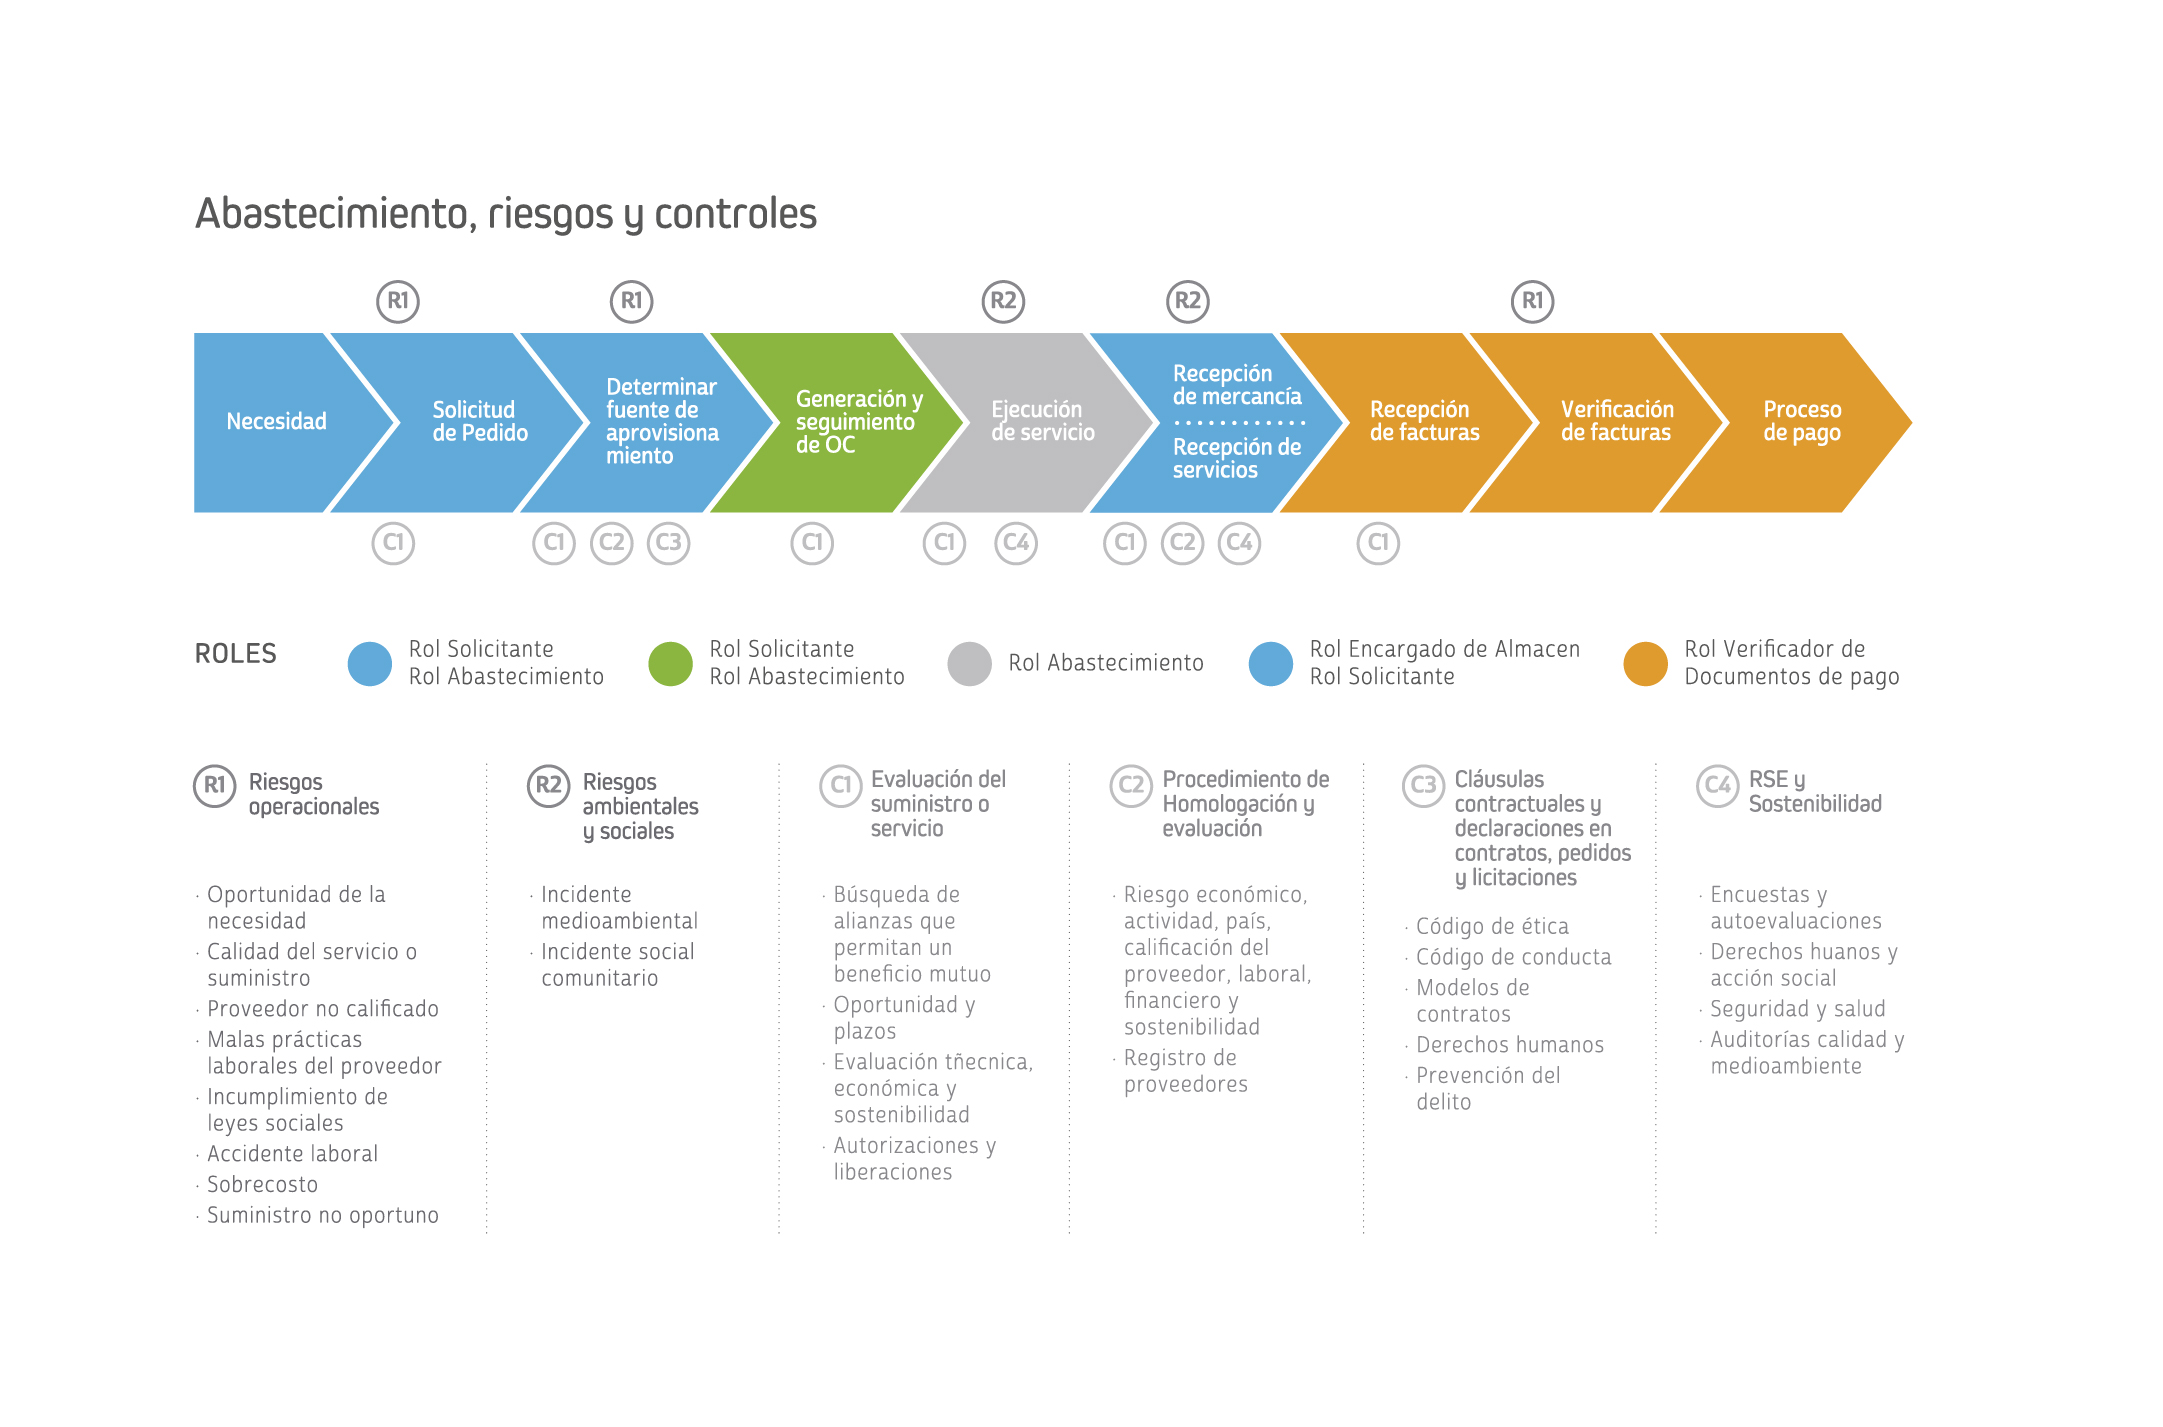 Abastecimiento, riesgos y controles
R1
R1
R2
R2
R1
Necesidad
Solicitud
de Pedido
Determinar
fuente de
aprovisiona
miento
Generación y
seguimiento
de OC
Ejecución
de servicio
Recepción
de mercancía
Recepción de
servicios
Recepción
de facturas
Verificación
de facturas
Proceso
de pago
C1
C1
C2
C3
C1
C1
C4
C1
C2
C4
C1
ROLES
Rol Solicitante
Rol Abastecimiento
Rol Solicitante
Rol Abastecimiento
Rol Abastecimiento
Rol Encargado de Almacen
Rol Solicitante
Rol Verificador de
Documentos de pago
R1
Riesgos
operacionales
· Oportunidad de la
necesidad
· Calidad del servicio o
suministro
· Proveedor no calificado
· Malas prácticas
laborales del proveedor
· Incumplimiento de
leyes sociales
· Accidente laboral
· Sobrecosto
· Suministro no oportuno
R2
Riesgos
ambientales
y sociales
· Incidente
medioambiental
· Incidente social
comunitario
C1
Evaluación del
suministro o
servicio
· Búsqueda de
alianzas que
permitan un
beneficio mutuo
· Oportunidad y
plazos
· Evaluación tñecnica,
económica y
sostenibilidad
· Autorizaciones y
liberaciones
C2
Procedimiento de
Homologación y
evaluación
· Riesgo económico,
actividad, país,
calificación del
proveedor, laboral,
financiero y
sostenibilidad
· Registro de
proveedores
C3
Cláusulas
contractuales y
declaraciones en
contratos, pedidos
y licitaciones
· Código de ética
· Código de conducta
· Modelos de
contratos
· Derechos humanos
· Prevención del
delito
C4
RSE y
Sostenibilidad
· Encuestas y
autoevaluaciones
· Derechos huanos y
acción social
· Seguridad y salud
· Auditorías calidad y
medioambiente